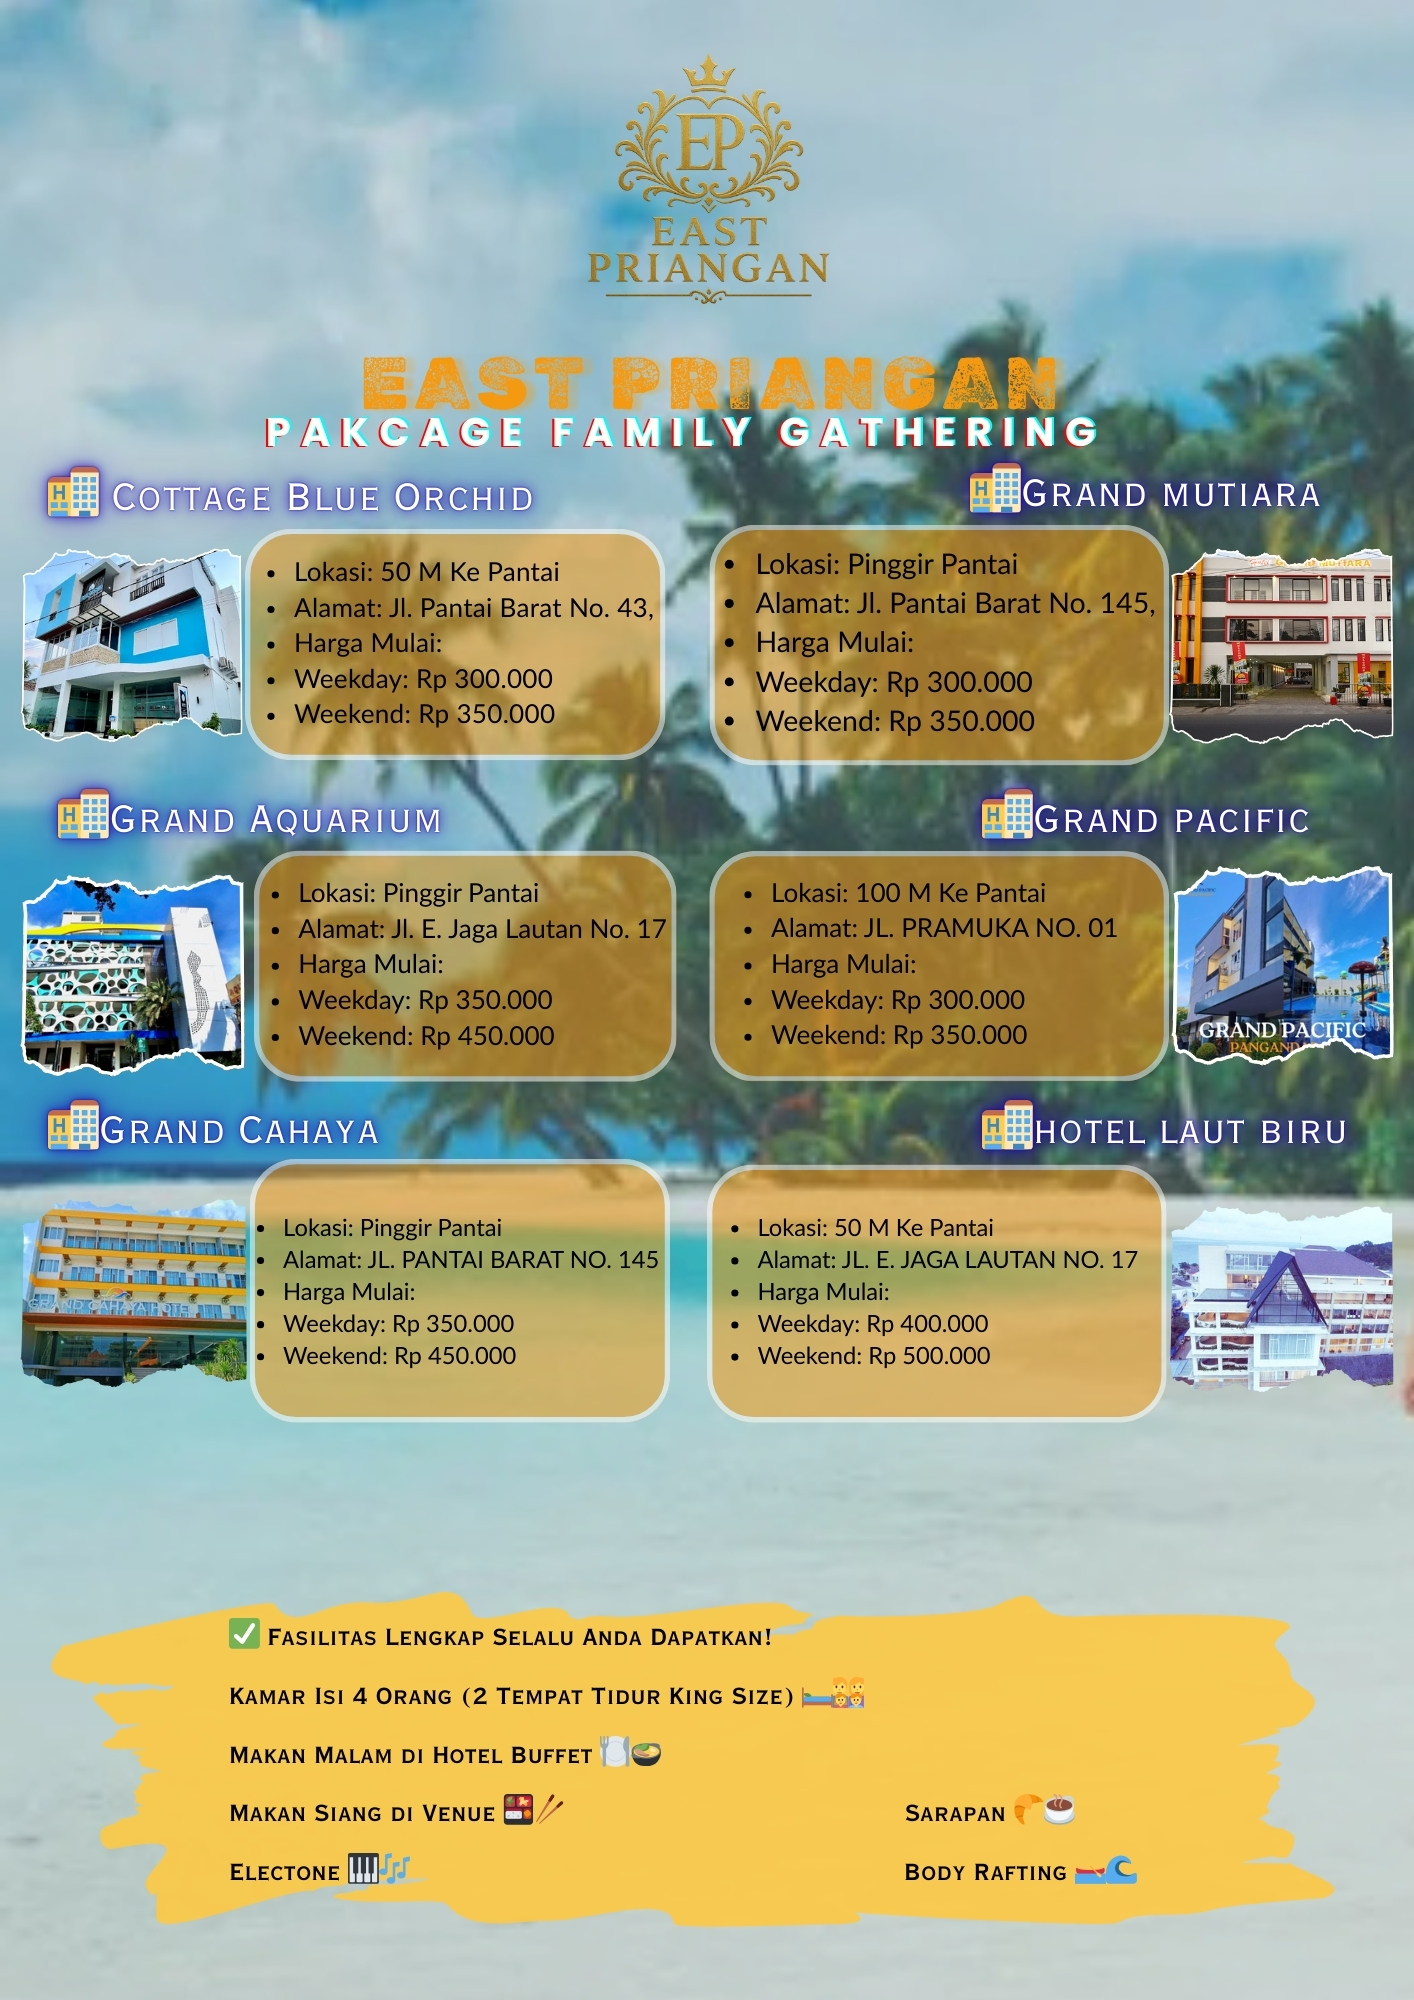 EP
EAST
PRIANGAN
EAST PRIANGAN
PAKCAGE FAMILY GATHERING
COTTAGE BLUE ORCHID
Lokasi: 50 M Ke Pantai
Alamat: Jl. Pantai Barat No. 43,
Harga Mulai:
Weekday: Rp 300.000
Weekend: Rp 350.000
GRAND MUTIARA
Lokasi: Pinggir Pantai
Alamat: Jl. Pantai Barat No. 145,
Harga Mulai:
Weekday: Rp 300.000
Weekend: Rp 350.000
GRAND MUTIARA
GRAND AQUARIUM
Lokasi: Pinggir Pantai
Alamat: Jl. E. Jaga Lautan No. 17
Harga Mulai:
Weekday: Rp 350.000
Weekend: Rp 450.000
GRAND PACIFIC
Lokasi: 100 M Ke Pantai
Alamat: JL. PRAMUKA NO. 01
Harga Mulai:
Weekday: Rp 300.000
Weekend: Rp 350.000
GRAND PACIFIC
GRAND CAHAYA
GRAND CAHAYA HOTEL
Lokasi: Pinggir Pantai
Alamat: JL. PANTAI BARAT NO. 145
Harga Mulai:
Weekday: Rp 350.000
Weekend: Rp 450.000
HOTEL LAUT BIRU
Lokasi: 50 M Ke Pantai
Alamat: JL. E. JAGA LAUTAN NO. 17
Harga Mulai:
Weekday: Rp 400.000
Weekend: Rp 500.000
✅ FASILITAS LENGKAP SELALU ANDA DAPATKAN!
KAMAR ISI 4 ORANG (2 TEMPAT TIDUR KING SIZE)
MAKAN MALAM DI HOTEL BUFFET
MAKAN SIANG DI VENUE
ELECTONE
SARAPAN
BODY RAFTING